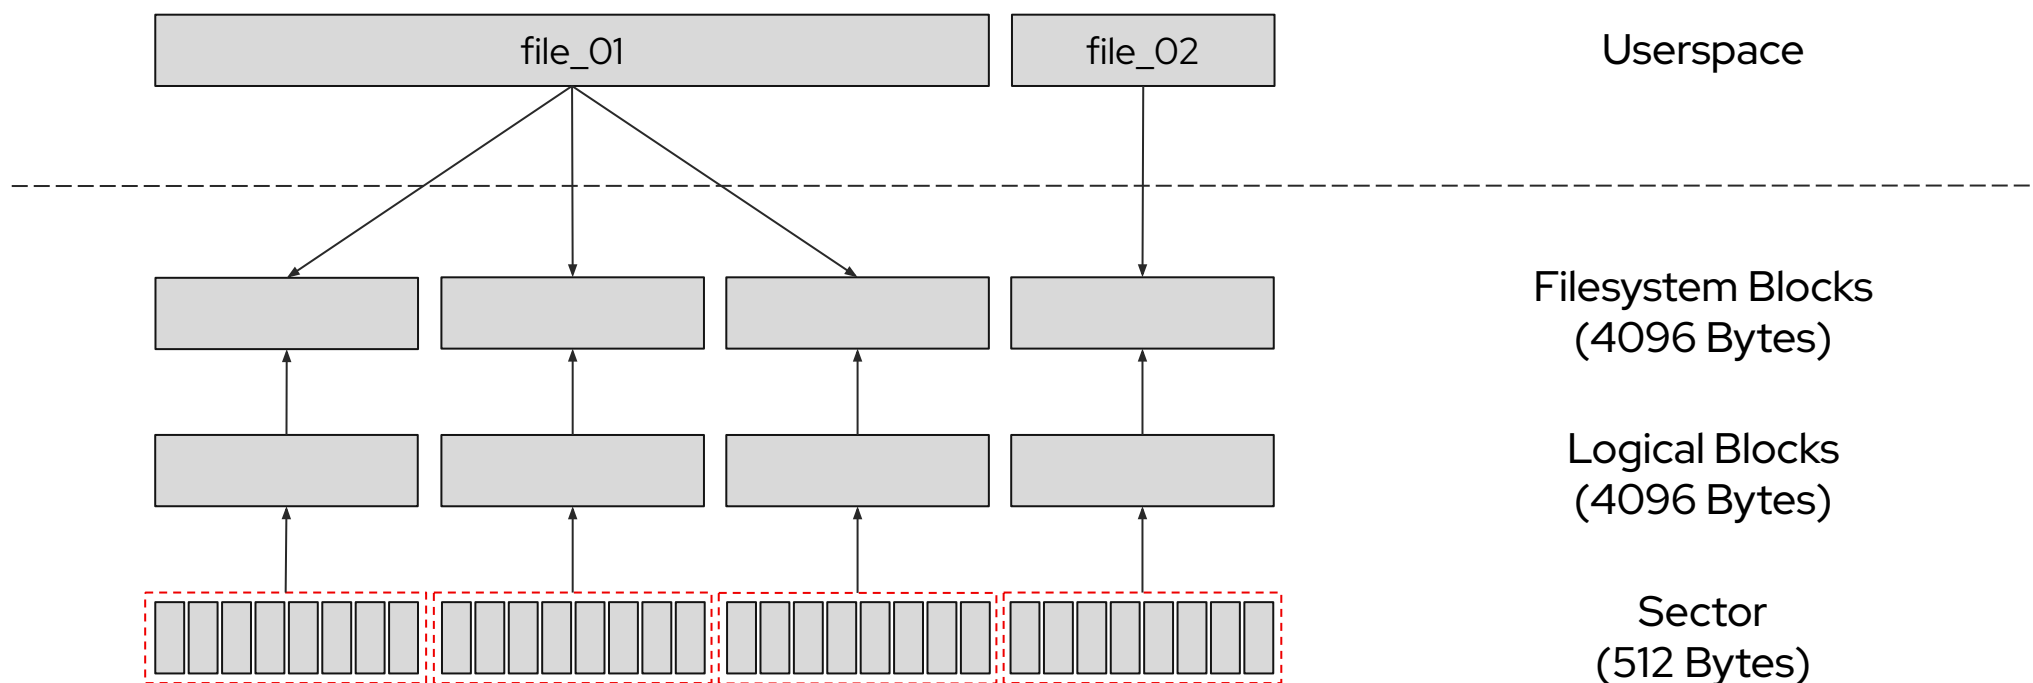 file_01
file_02
Userspace
Filesystem Blocks
(4096 Bytes)
Logical Blocks
(4096 Bytes)
Sector
(512 Bytes)